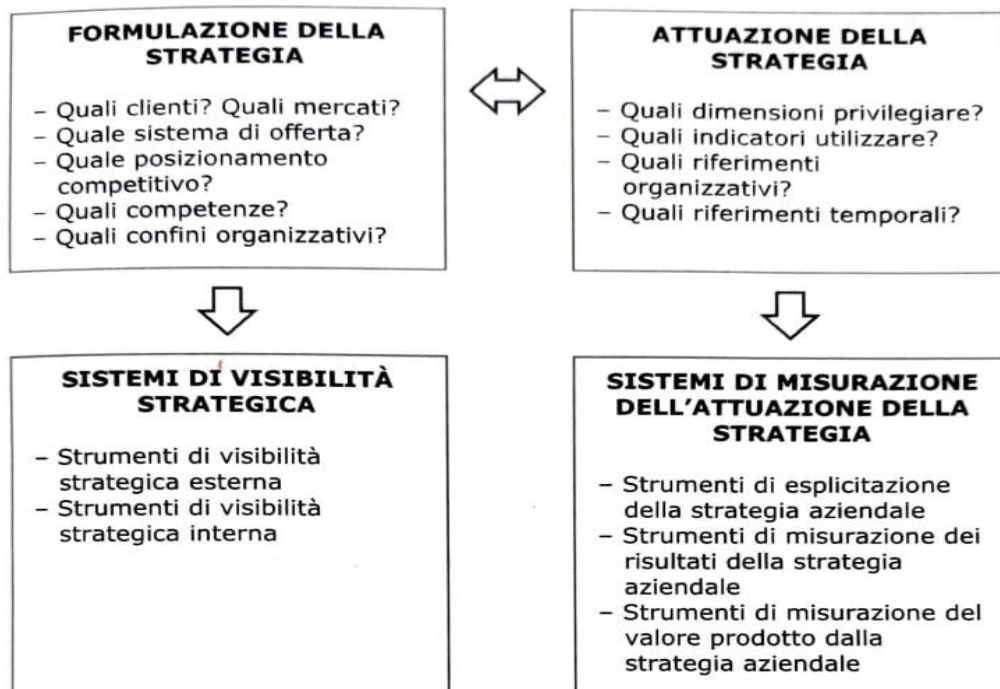 FORMULAZIONE DELLA
STRATEGIA
– Quali clienti? Quali mercati?
– Quale sistema di offerta?
– Quale posizionamento
competitivo?
– Quali competenze?
– Quali confini organizzativi?
ATTUAZIONE DELLA
STRATEGIA
– Quali dimensioni privilegiare?
– Quali indicatori utilizzare?
– Quali riferimenti
organizzativi?
– Quali riferimenti temporali?
SISTEMI DI VISIBILITÀ
STRATEGICA
– Strumenti di visibilità
strategica esterna
– Strumenti di visibilità
strategica interna
SISTEMI DI MISURAZIONE
DELL'ATTUAZIONE DELLA
STRATEGIA
– Strumenti di esplicitazione
della strategia aziendale
– Strumenti di misurazione dei
risultati della strategia
aziendale
– Strumenti di misurazione del
valore prodotto dalla
strategia aziendale